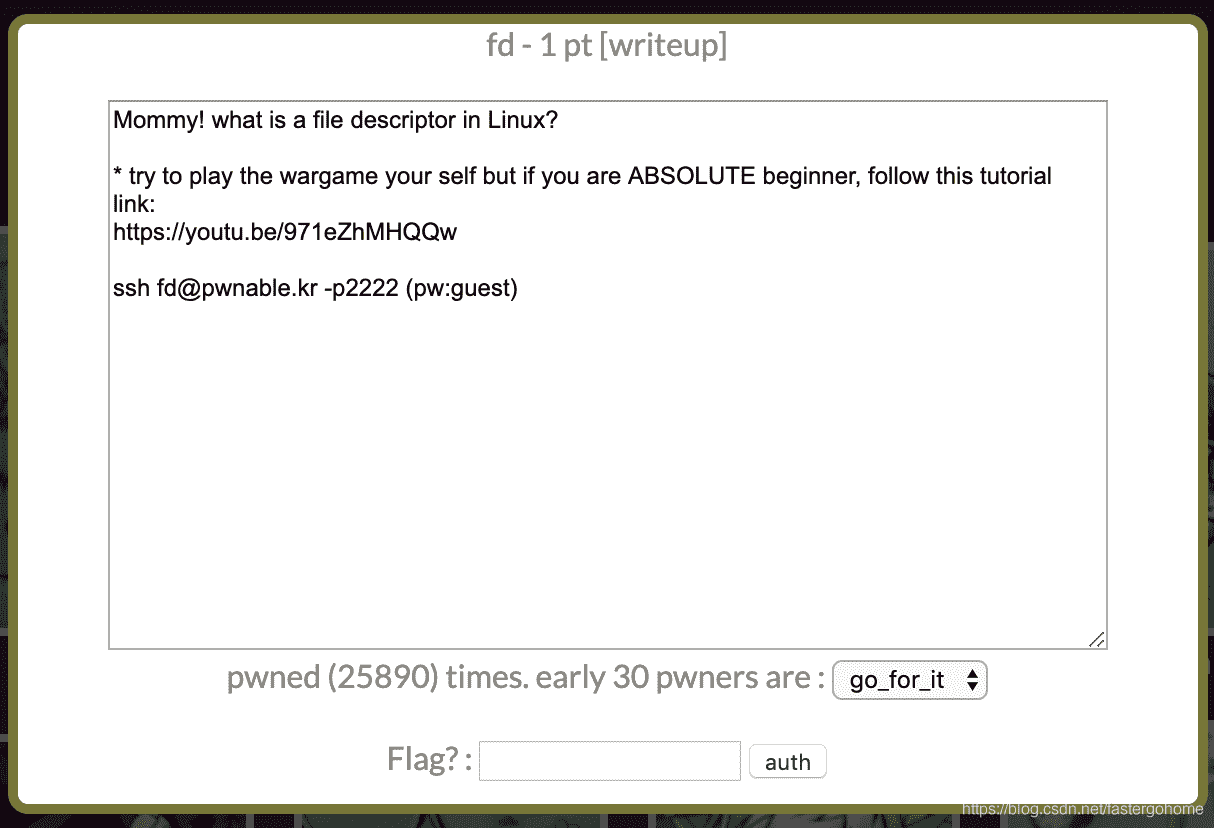 fd - 1 pt [writeup]
Mommy! what is a file descriptor in Linux?
* try to play the wargame your self but if you are ABSOLUTE beginner, follow this tutorial
link:
https://youtu.be/971eZhMHQQw
ssh fd@pwnable.kr -p2222 (pw:guest)
pwned (25890) times. early 30 pwners are : go_for_it
Flag? : auth
https://blog.csdn.net/fastergohome